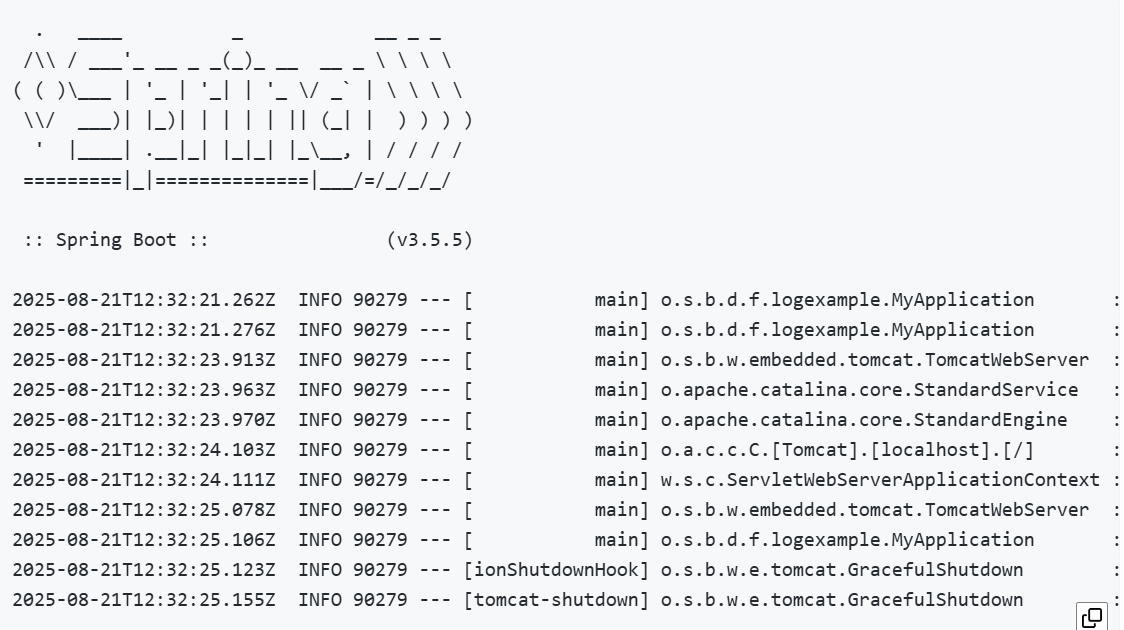 .   ____          _            __ _ _
 /\\ / ___'_ __ _ _(_)_ __  __ _ \ \ \ \
( ( )\___ | '_ | '_| | '_ \/ _` | \ \ \ \
 \\/  ___)| |_)| | | | | || (_| |  ) ) ) )
  '  |____| .__|_| |_|_| |_\__, | / / / /
 =========|_|==============|___/=/_/_/_/

 :: Spring Boot ::                (v3.5.5)

2025-08-21T12:32:21.262Z  INFO 90279 --- [           main] o.s.b.d.f.logexample.MyApplication       :
2025-08-21T12:32:21.276Z  INFO 90279 --- [           main] o.s.b.d.f.logexample.MyApplication       :
2025-08-21T12:32:23.913Z  INFO 90279 --- [           main] o.s.b.w.embedded.tomcat.TomcatWebServer  :
2025-08-21T12:32:23.963Z  INFO 90279 --- [           main] o.apache.catalina.core.StandardService   :
2025-08-21T12:32:23.970Z  INFO 90279 --- [           main] o.apache.catalina.core.StandardEngine    :
2025-08-21T12:32:24.103Z  INFO 90279 --- [           main] o.a.c.c.C.[Tomcat].[localhost].[/]       :
2025-08-21T12:32:24.111Z  INFO 90279 --- [           main] w.s.c.ServletWebServerApplicationContext :
2025-08-21T12:32:25.078Z  INFO 90279 --- [           main] o.s.b.w.embedded.tomcat.TomcatWebServer  :
2025-08-21T12:32:25.106Z  INFO 90279 --- [           main] o.s.b.d.f.logexample.MyApplication       :
2025-08-21T12:32:25.123Z  INFO 90279 --- [ionShutdownHook] o.s.b.w.e.tomcat.GracefulShutdown        :
2025-08-21T12:32:25.155Z  INFO 90279 --- [tomcat-shutdown] o.s.b.w.e.tomcat.GracefulShutdown        :